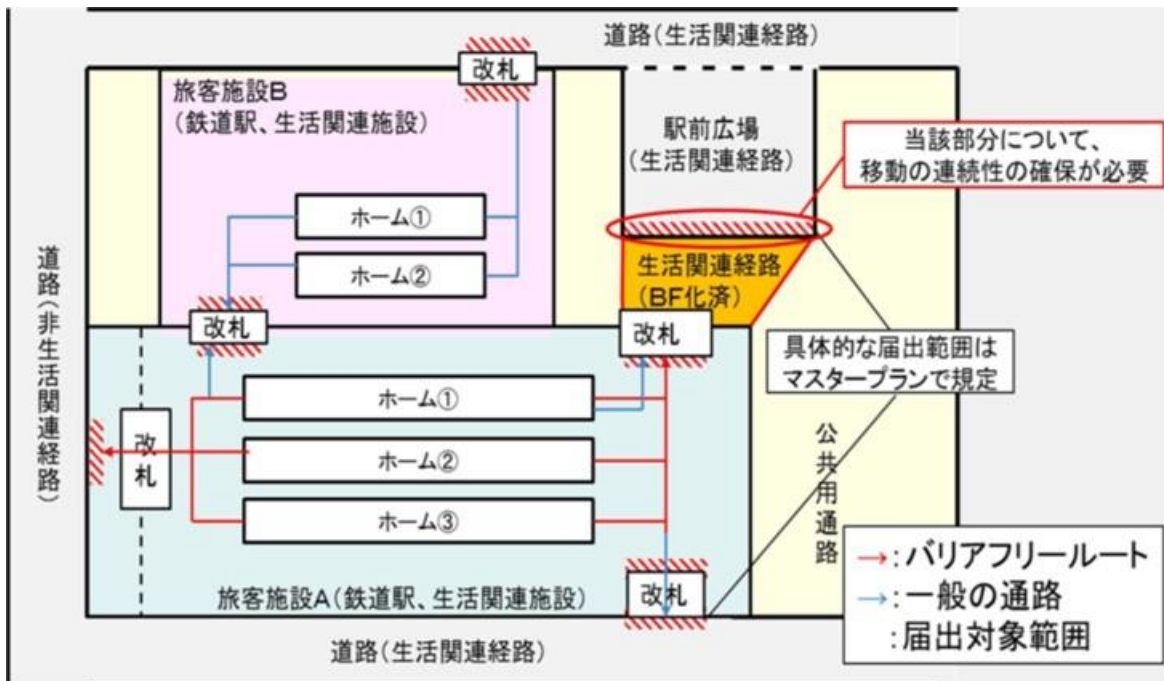 道路(生活関連経路)
改札
旅客施設B
(鉄道駅、生活関連施設)
駅前広場
(生活関連経路)
当該部分について、
移動の連続性の確保が必要
ホーム①
ホーム②
生活関連経路
(BF化済)
道路(非生活関連経路)
改札
改札
具体的な届出範囲は
マスタープランで規定
ホーム①
改札
ホーム②
ホーム③
公共用通路
旅客施設A(鉄道駅、生活関連施設)
改札
道路(生活関連経路)
→:バリアフリールート
→:一般の通路
:届出対象範囲